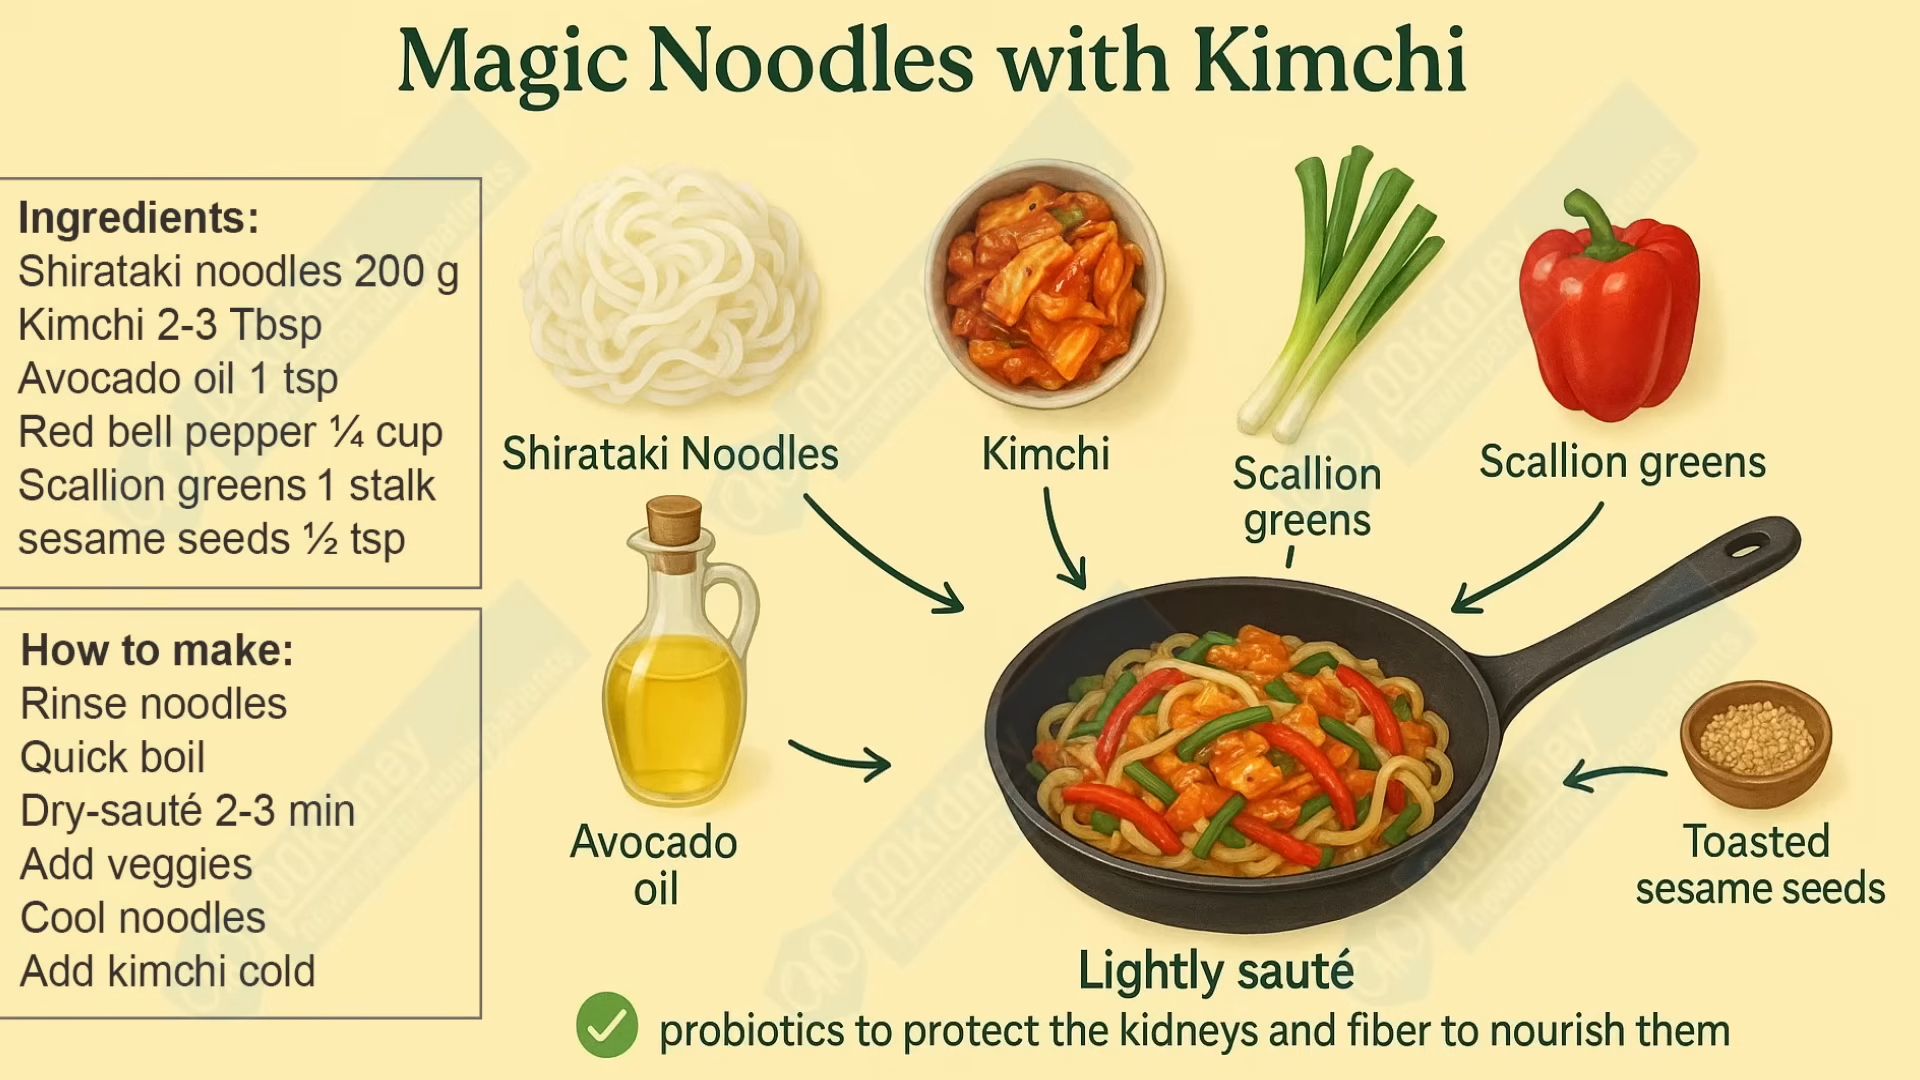 Magic Noodles with Kimchi
Ingredients:
Shirataki noodles 200 g
Kimchi 2-3 Tbsp
Avocado oil 1 tsp
Red bell pepper ¼ cup
Scallion greens 1 stalk
sesame seeds ½ tsp
How to make:
Rinse noodles
Quick boil
Dry-sauté 2-3 min
Add veggies
Cool noodles
Add kimchi cold
Shirataki Noodles
Kimchi
Scallion
greens
Scallion greens
Avocado
oil
Toasted
sesame seeds
Lightly sauté
probiotics to protect the kidneys and fiber to nourish them